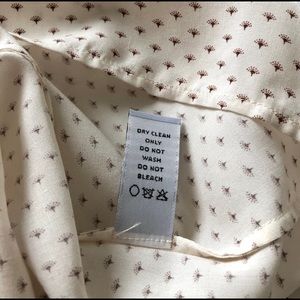 DRY CLEAN
ONLY
DO NOT
WASH
DO NOT
BLEACH